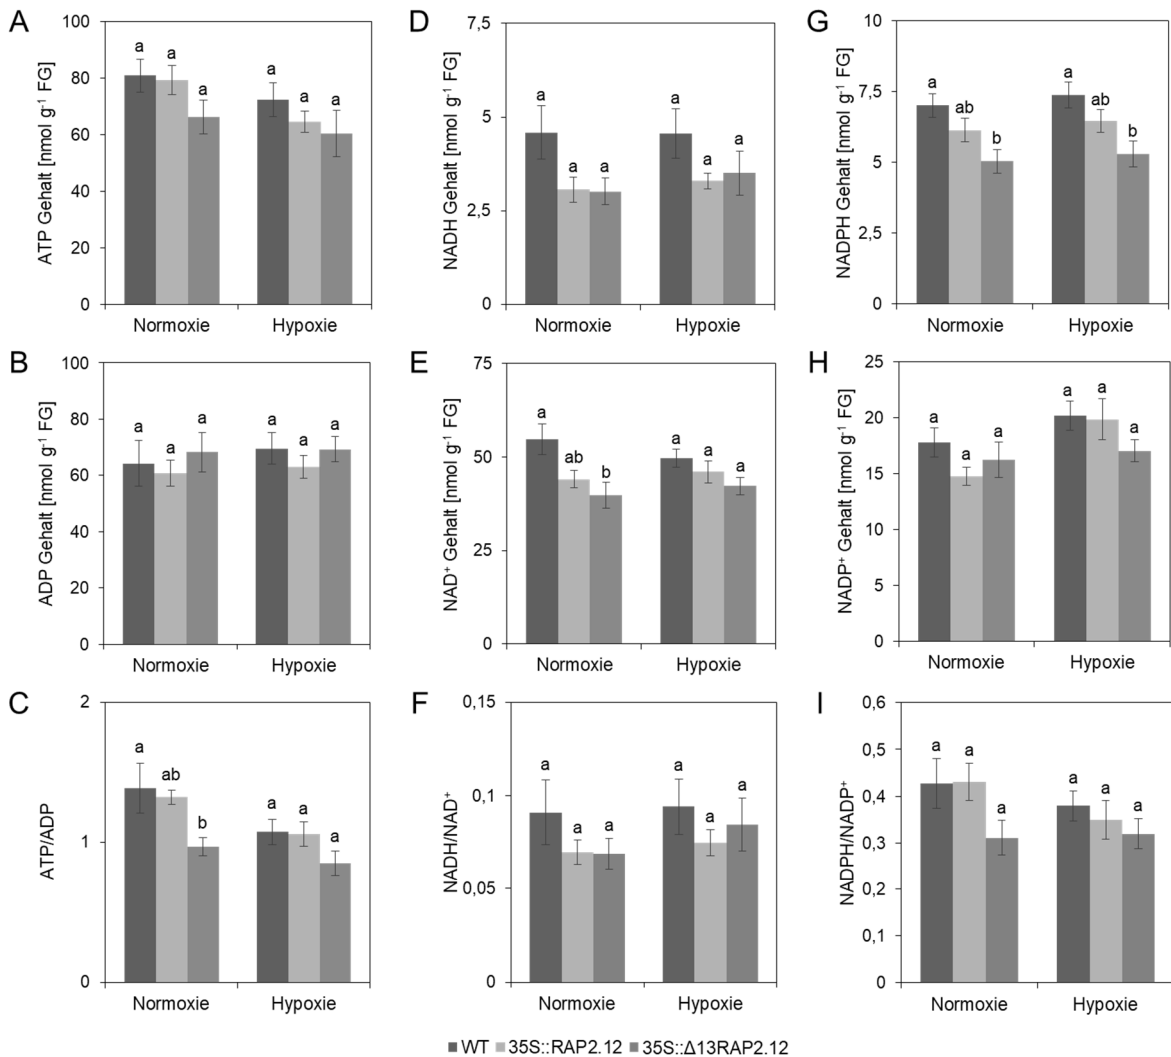 A
ATP Gehalt [nmol g⁻¹ FG]
100
80
60
40
20
0
a a a a a a
Normoxie Hypoxie
D
NADH Gehalt [nmol g⁻¹ FG]
7,5
5
2,5
0
a a a a a a
Normoxie Hypoxie
G
NADPH Gehalt [nmol g⁻¹ FG]
10
7,5
5
2,5
0
a ab b a ab b
Normoxie Hypoxie
B
ADP Gehalt [nmol g⁻¹ FG]
100
80
60
40
20
0
a a a a a a
Normoxie Hypoxie
E
NAD⁺ Gehalt [nmol g⁻¹ FG]
75
50
25
0
a ab b a a a
Normoxie Hypoxie
H
NADP⁺ Gehalt [nmol g⁻¹ FG]
25
20
15
10
5
0
a a a a a a
Normoxie Hypoxie
C
ATP/ADP
2
1
0
a ab b a a a
Normoxie Hypoxie
F
NADH/NAD⁺
0,15
0,1
0,05
0
a a a a a a
Normoxie Hypoxie
I
NADPH/NADP⁺
0,6
0,5
0,4
0,3
0,2
0,1
0
a a a a a a
Normoxie Hypoxie
WT 35S::RAP2.12 35S::Δ13RAP2.12